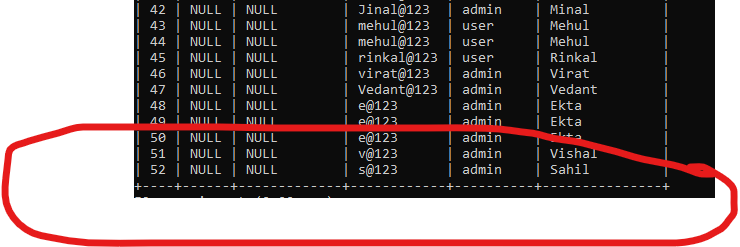 | 42 | NULL | NULL | Jinal@123 | admin | Minal |
| 43 | NULL | NULL | mehul@123 | user | Mehul |
| 44 | NULL | NULL | mehul@123 | user | Mehul |
| 45 | NULL | NULL | rinkal@123 | user | Rinkal |
| 46 | NULL | NULL | virat@123 | admin | Virat |
| 47 | NULL | NULL | Vedant@123 | admin | Vedant |
| 48 | NULL | NULL | e@123 | admin | Ekta |
| 49 | NULL | NULL | e@123 | admin | Ekta |
| 50 | NULL | NULL | e@123 | admin | Ekta |
| 51 | NULL | NULL | v@123 | admin | Vishal |
| 52 | NULL | NULL | s@123 | admin | Sahil |